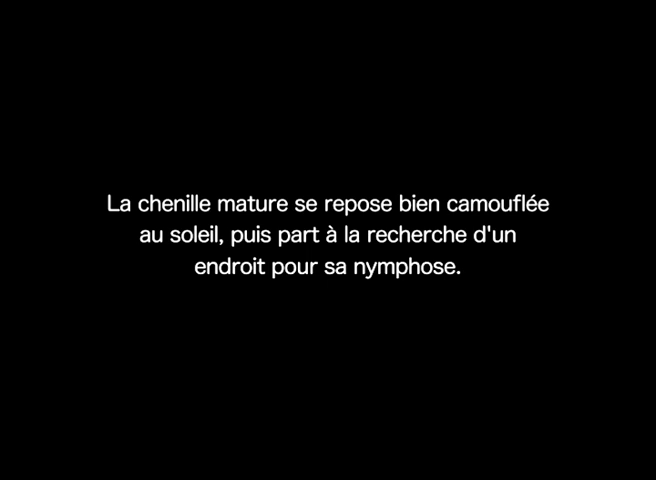 La chenille mature se repose bien camouflée
au soleil, puis part à la recherche d'un
endroit pour sa nymphose.